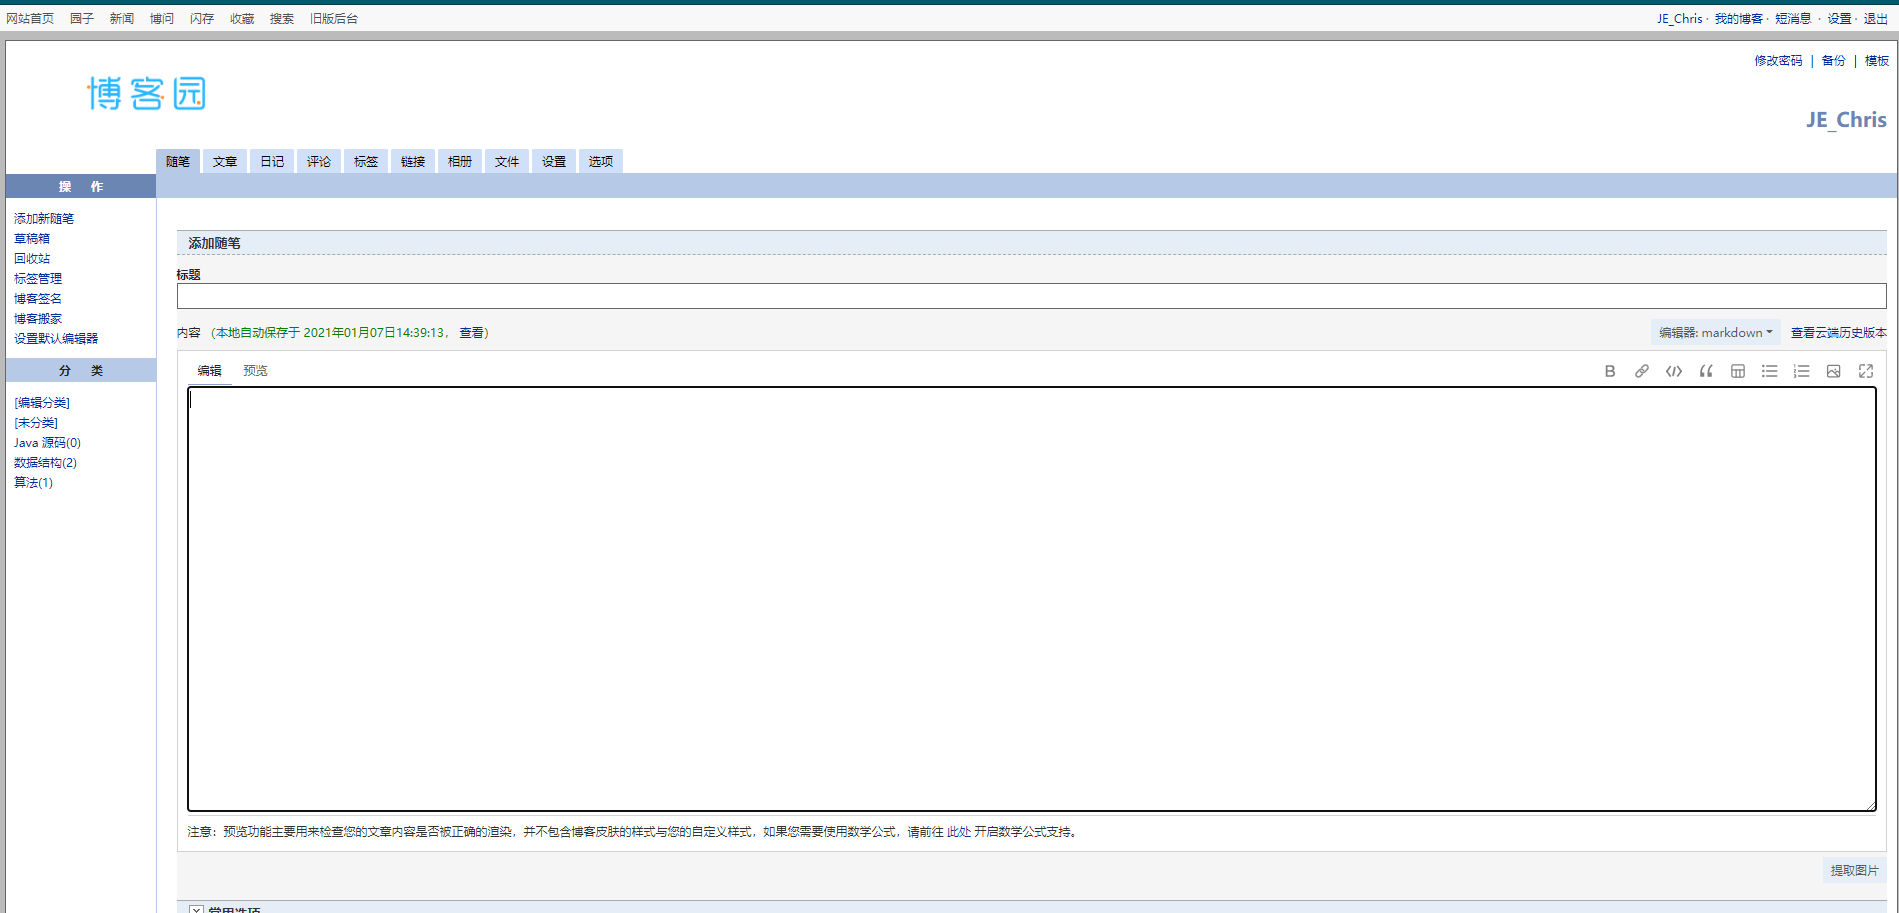 网站首页 园子 新闻 博问 闪存 收藏 搜索 旧版后台
JE_Chris · 我的博客 · 短消息 · 设置 · 退出
修改密码 | 备份 | 模板
博客园
JE_Chris
随笔 文章 日记 评论 标签 链接 相册 文件 设置 选项
操 作
添加新随笔
草稿箱
回收站
标签管理
博客签名
博客搬家
设置默认编辑器
分 类
[编辑分类]
[未分类]
Java 源码(0)
数据结构(2)
算法(1)
添加随笔
标题
内容 (本地自动保存于 2021年01月07日14:39:13， 查看)
编辑器: markdown 查看云端历史版本
编辑 预览
注意：预览功能主要用来检查您的文章内容是否被正确的渲染，并不包含博客皮肤的样式与您的自定义样式，如果您需要使用数学公式，请前往 此处 开启数学公式支持。
提取图片
常用选项